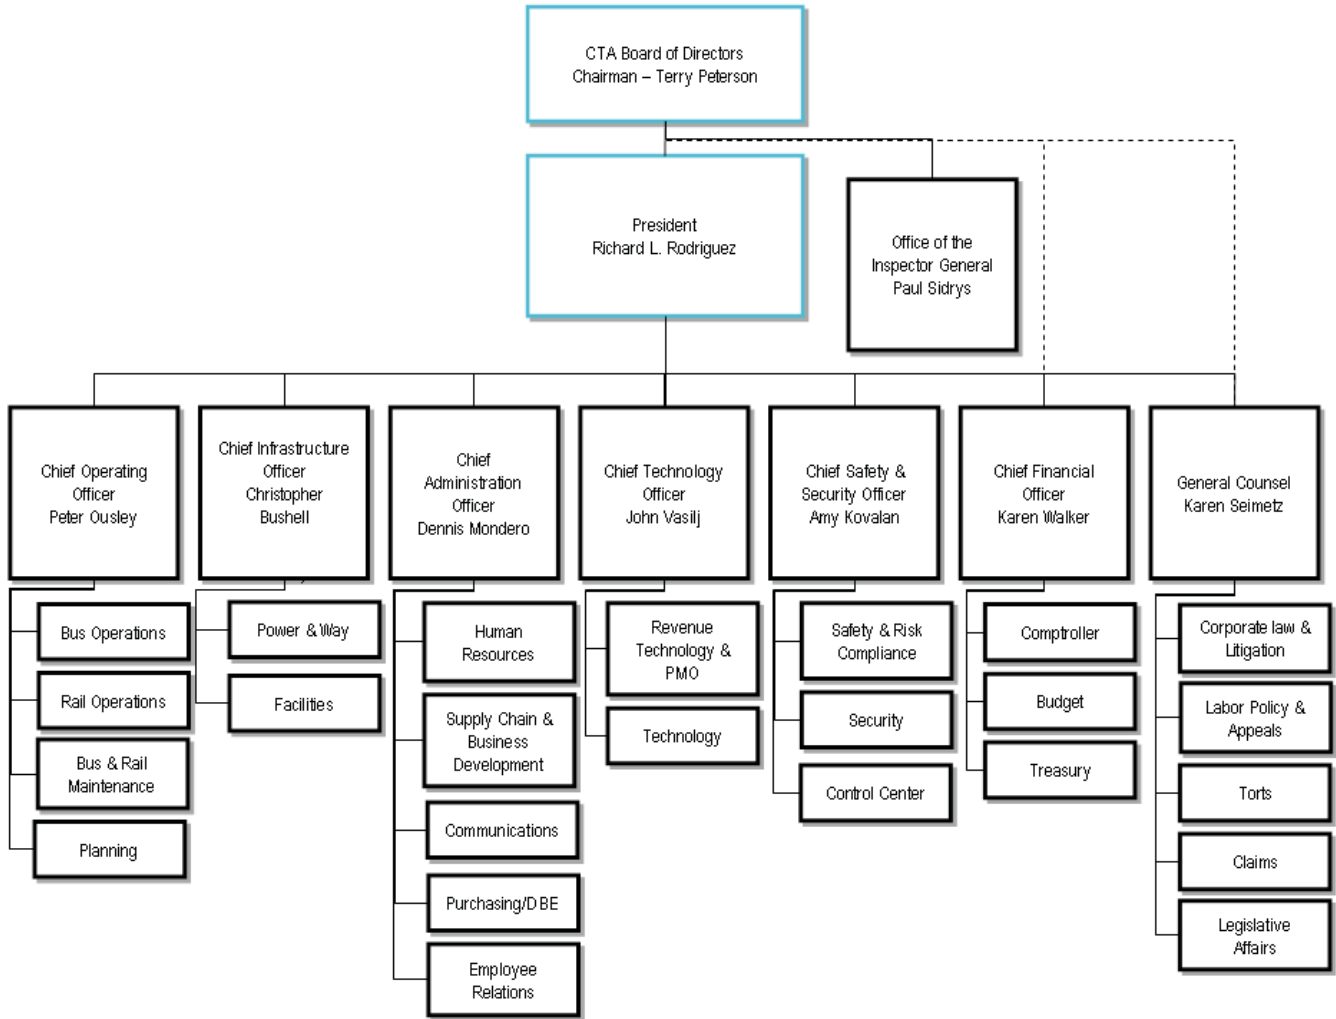 CTA Board of Directors
Chairman – Terry Peterson
President
Richard L. Rodriguez
Office of the
Inspector General
Paul Sidrys
Chief Operating
Officer
Peter Ousley
Chief Infrastructure
Officer
Christopher
Bushell
Chief
Administration
Officer
Dennis Mondero
Chief Technology
Officer
John Vasilj
Chief Safety &
Security Officer
Amy Kovalan
Chief Financial
Officer
Karen Walker
General Counsel
Karen Seimetz
Bus Operations
Rail Operations
Bus & Rail
Maintenance
Planning
Power & Way
Facilities
Human
Resources
Supply Chain &
Business
Development
Communications
Purchasing/DBE
Employee
Relations
Revenue
Technology &
PMO
Technology
Safety & Risk
Compliance
Security
Control Center
Comptroller
Budget
Treasury
Corporate law &
Litigation
Labor Policy &
Appeals
Torts
Claims
Legislative
Affairs